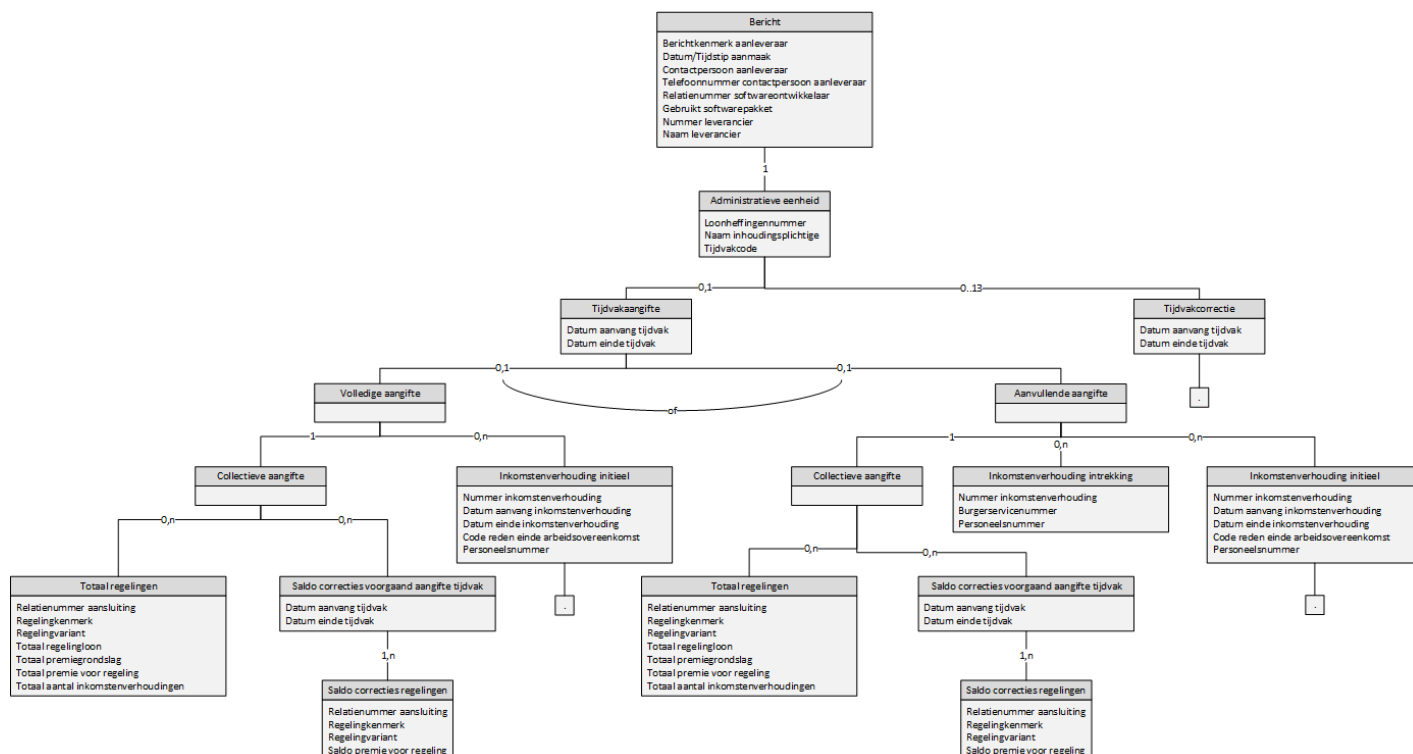 Bericht
Berichtkenmerk aanleveraar
Datum/Tijdstip aanmaak
Contactpersoon aanleveraar
Telefoonnummer contactpersoon aanleveraar
Relatienummer softwareontwikkelaar
Gebruikt softwarepakket
Nummer leverancier
Naam leverancier
1
Administratieve eenheid
Loonheffingennummer
Naam inhoudingsplichtige
Tijdvakcode
0,1
0..13
Tijdvakaangifte
Datum aanvang tijdvak
Datum einde tijdvak
Tijdvakcorrectie
Datum aanvang tijdvak
Datum einde tijdvak
.
0,1
0,1
of
Volledige aangifte
Aanvullende aangifte
1
0,n
1
0,n
0,n
Collectieve aangifte
Inkomstenverhouding initieel
Nummer inkomstenverhouding
Datum aanvang inkomstenverhouding
Datum einde inkomstenverhouding
Code reden einde arbeidsovereenkomst
Personeelsnummer
.
Collectieve aangifte
Inkomstenverhouding intrekking
Nummer inkomstenverhouding
Burgerservicenummer
Personeelsnummer
Inkomstenverhouding initieel
Nummer inkomstenverhouding
Datum aanvang inkomstenverhouding
Datum einde inkomstenverhouding
Code reden einde arbeidsovereenkomst
Personeelsnummer
.
0,n
0,n
0,n
0,n
Totaal regelingen
Relatienummer aansluiting
Regelingkenmerk
Regelingvariant
Totaal regelingloon
Totaal premiegrondslag
Totaal premie voor regeling
Totaal aantal inkomstenverhoudingen
Saldo correcties voorgaand aangifte tijdvak
Datum aanvang tijdvak
Datum einde tijdvak
1,n
Saldo correcties regelingen
Relatienummer aansluiting
Regelingkenmerk
Regelingvariant
Saldo premie voor regeling
Totaal regelingen
Relatienummer aansluiting
Regelingkenmerk
Regelingvariant
Totaal regelingloon
Totaal premiegrondslag
Totaal premie voor regeling
Totaal aantal inkomstenverhoudingen
Saldo correcties voorgaand aangifte tijdvak
Datum aanvang tijdvak
Datum einde tijdvak
1,n
Saldo correcties regelingen
Relatienummer aansluiting
Regelingkenmerk
Regelingvariant
Saldo premie voor regeling